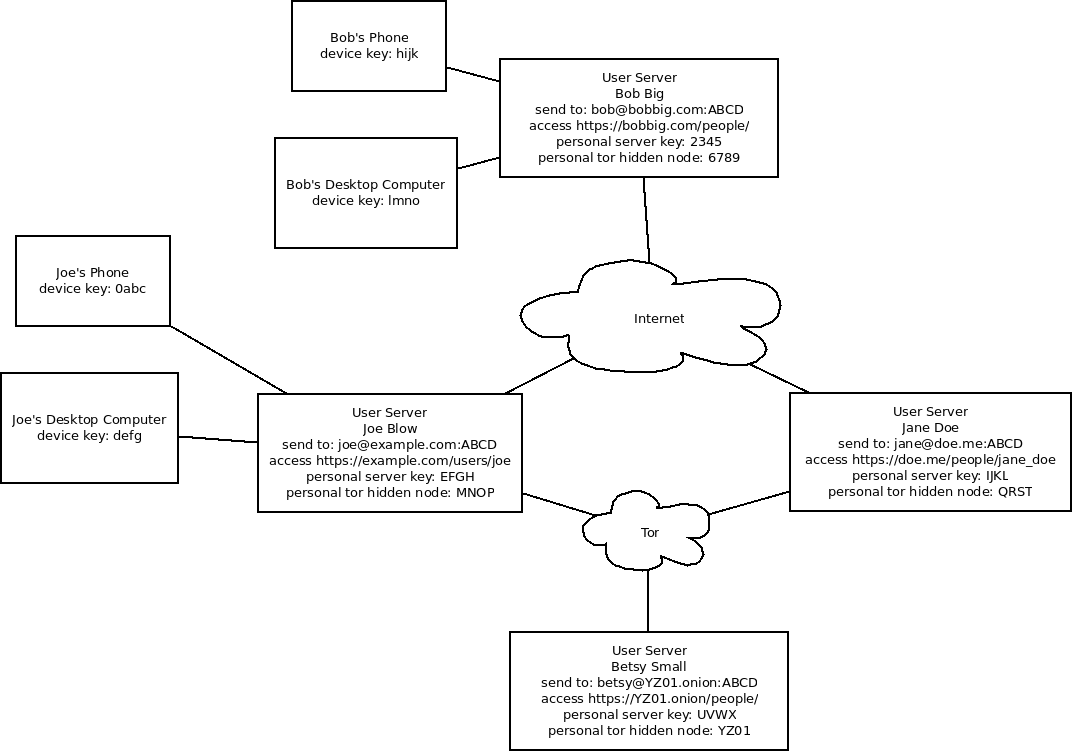 Bob's Phone
device key: hijk
User Server
Bob Big
send to: bob@bobbig.com:ABCD
access https://bobbig.com/people/
personal server key: 2345
personal tor hidden node: 6789
Bob's Desktop Computer
device key: lmno
Joe's Phone
device key: 0abc
Internet
Joe's Desktop Computer
device key: defg
User Server
Joe Blow
send to: joe@example.com:ABCD
access https://example.com/users/joe
personal server key: EFGH
personal tor hidden node: MNOP
User Server
Jane Doe
send to: jane@doe.me:ABCD
access https://doe.me/people/jane_doe
personal server key: IJKL
personal tor hidden node: QRST
Tor
User Server
Betsy Small
send to: betsy@YZ01.onion:ABCD
access https://YZ01.onion/people/
personal server key: UVWX
personal tor hidden node: YZ01